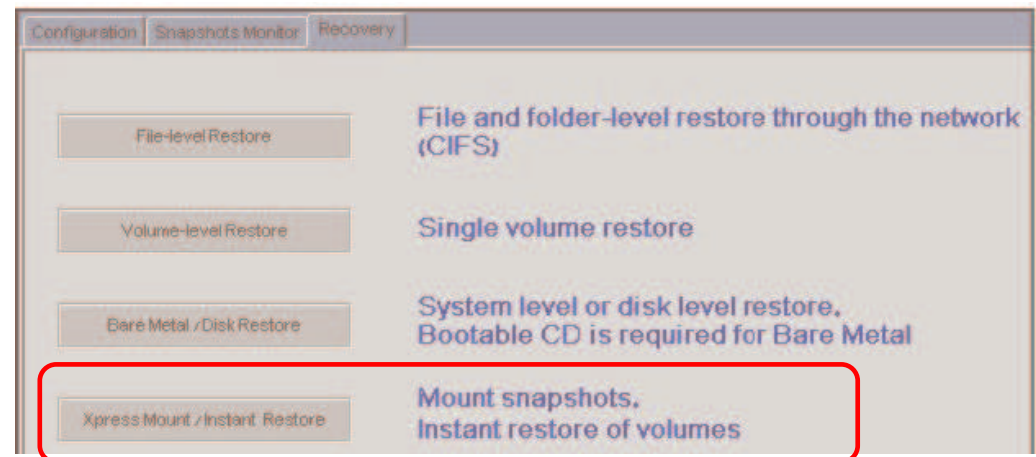 Configuration Snapshots Monitor Recovery
File-level Restore
File and folder-level restore through the network
(CIFS)
Volume-level Restore
Single volume restore
Bare Metal / Disk Restore
System level or disk level restore.
Bootable CD is required for Bare Metal
Xpress Mount / Instant Restore
Mount snapshots.
Instant restore of volumes